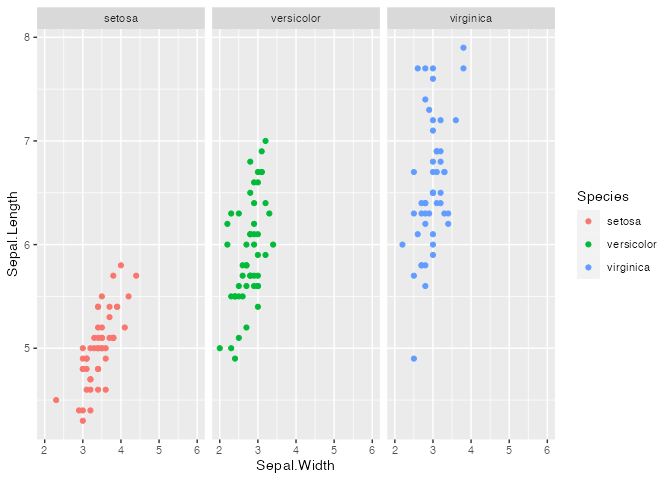 setosa versicolor virginica
8
7
6
5
Sepal.Length
2 3 4 5 6 2 3 4 5 6 2 3 4 5 6
Sepal.Width
Species
setosa
versicolor
virginica